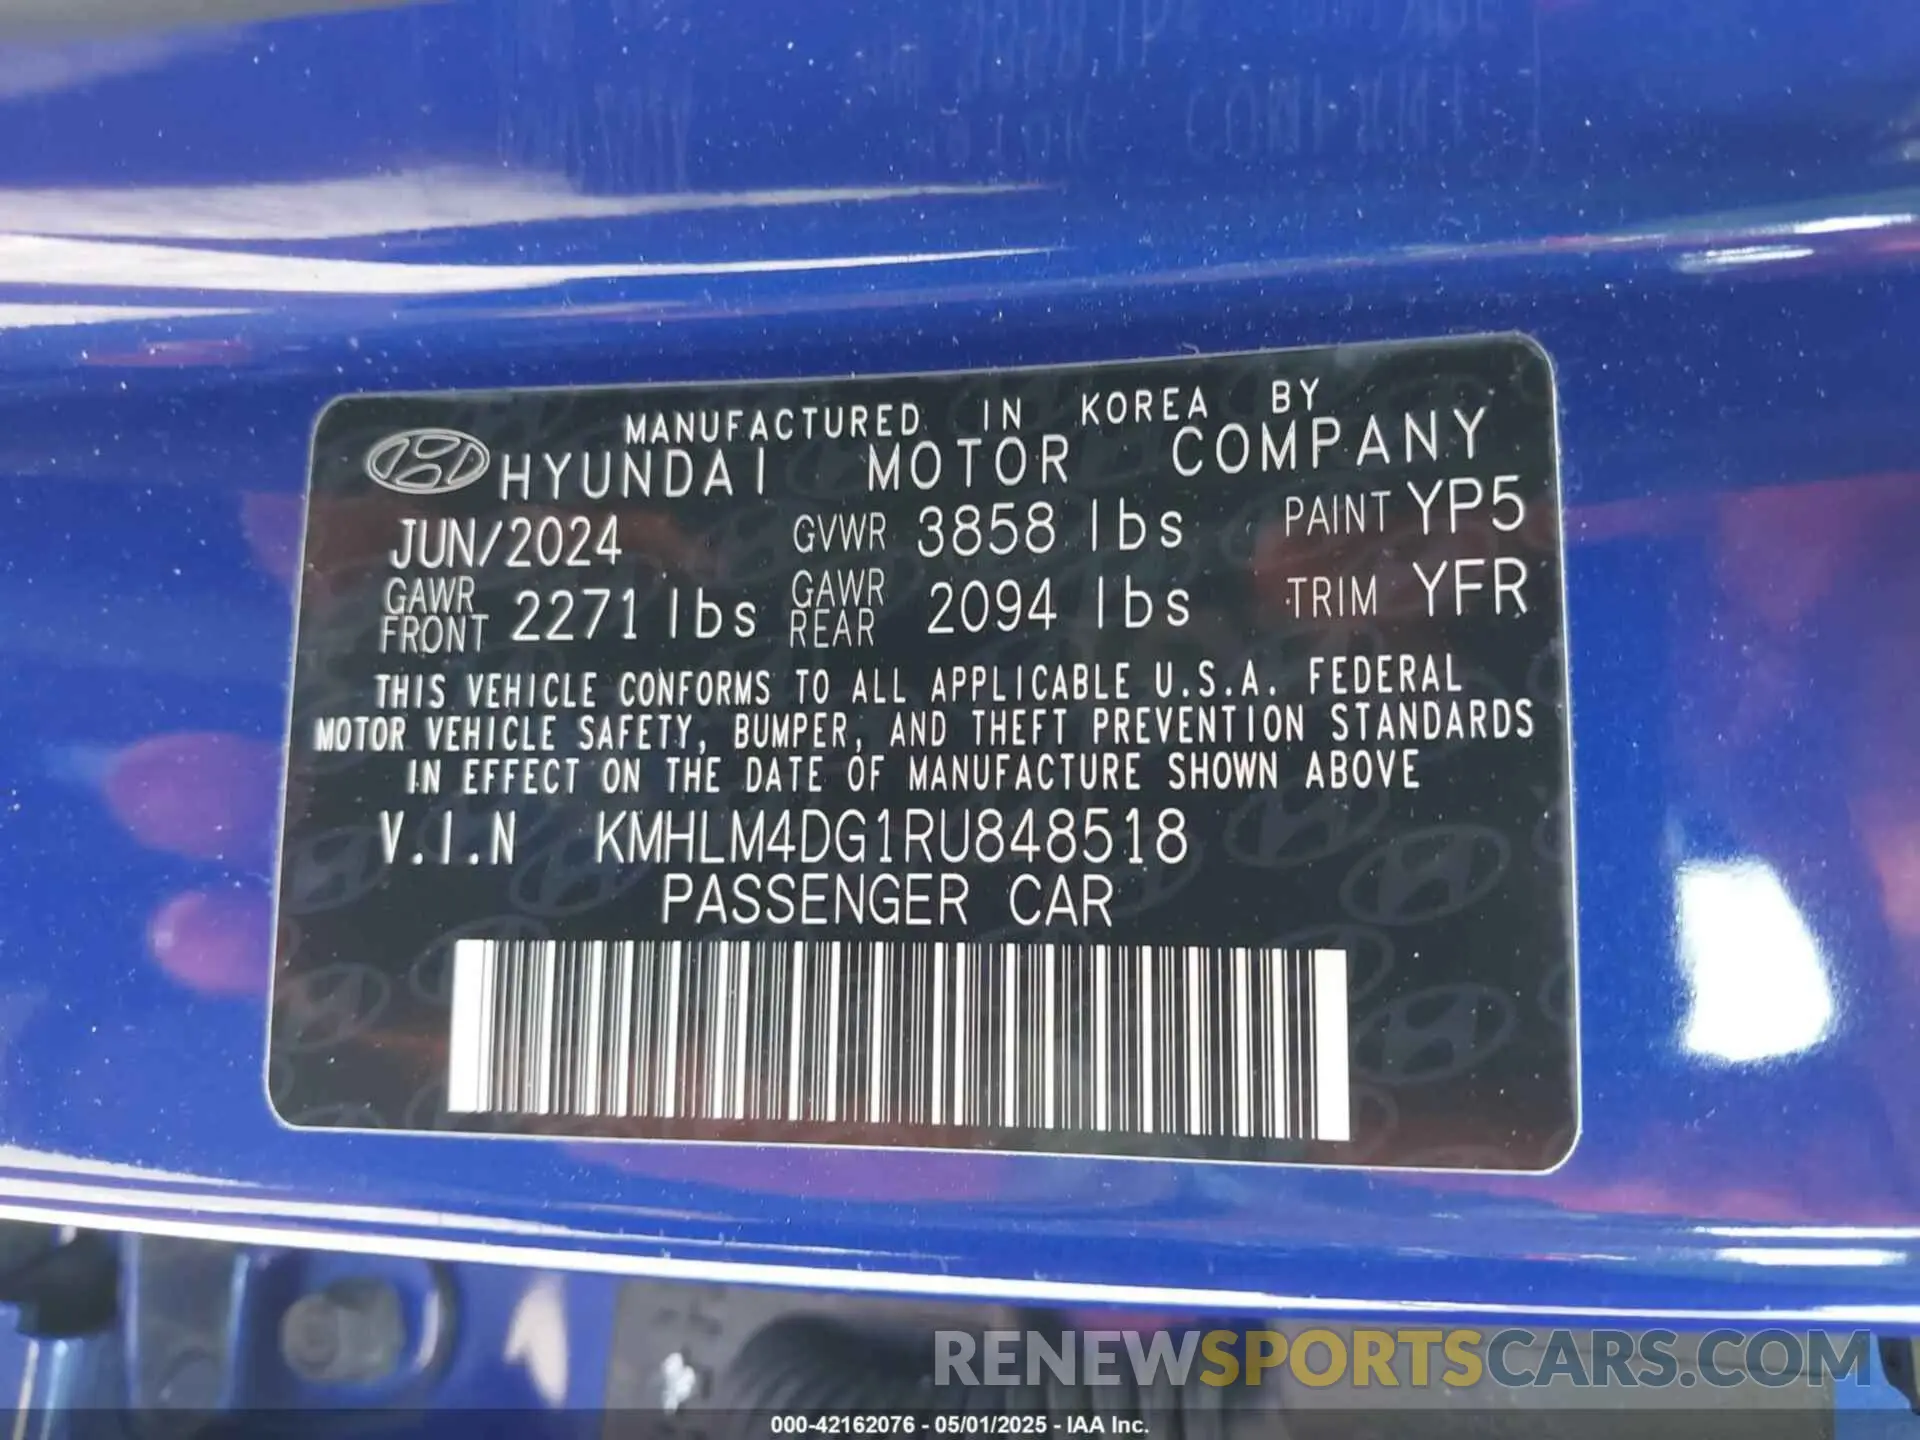 MANUFACTURED IN KOREA BY
HYUNDAI MOTOR COMPANY
JUN/2024 GVWR 3858 lbs PAINT YP5
GAWR FRONT 2271 lbs GAWR REAR 2094 lbs TRIM YFR
THIS VEHICLE CONFORMS TO ALL APPLICABLE U.S.A. FEDERAL
MOTOR VEHICLE SAFETY, BUMPER, AND THEFT PREVENTION STANDARDS
IN EFFECT ON THE DATE OF MANUFACTURE SHOWN ABOVE
V.I.N KMHLM4DG1RU848518
PASSENGER CAR
RENEWSPORTSCARS.COM
000-42162076 - 05/01/2025 - IAA Inc.